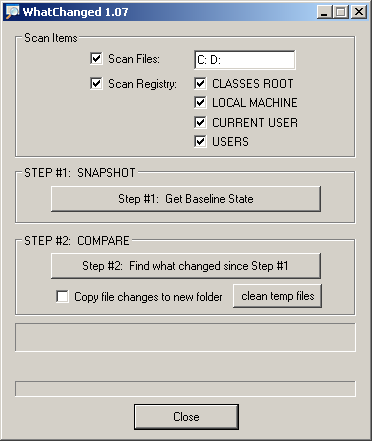 WhatChanged 1.07
Scan Items
Scan Files: C: D:
Scan Registry: CLASSES ROOT
LOCAL MACHINE
CURRENT USER
USERS
STEP #1: SNAPSHOT
Step #1: Get Baseline State
STEP #2: COMPARE
Step #2: Find what changed since Step #1
Copy file changes to new folder clean temp files
Close